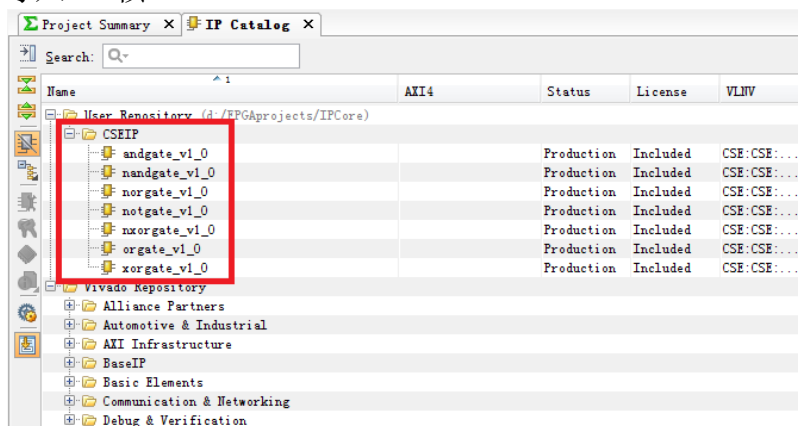 Project Summary × IP Catalog ×
Search:
Name 1 AXI4 Status License VLNV
User Repository (d:/FPGAprojects/IPCore)
CSEIP
andgate_v1_0 Production Included CSE:CSE:...
nandgate_v1_0 Production Included CSE:CSE:...
norgate_v1_0 Production Included CSE:CSE:...
notgate_v1_0 Production Included CSE:CSE:...
nxorgate_v1_0 Production Included CSE:CSE:...
orgate_v1_0 Production Included CSE:CSE:...
xorgate_v1_0 Production Included CSE:CSE:...
Vivado Repository
Alliance Partners
Automotive & Industrial
AXI Infrastructure
BaseIP
Basic Elements
Communication & Networking
Debug & Verification